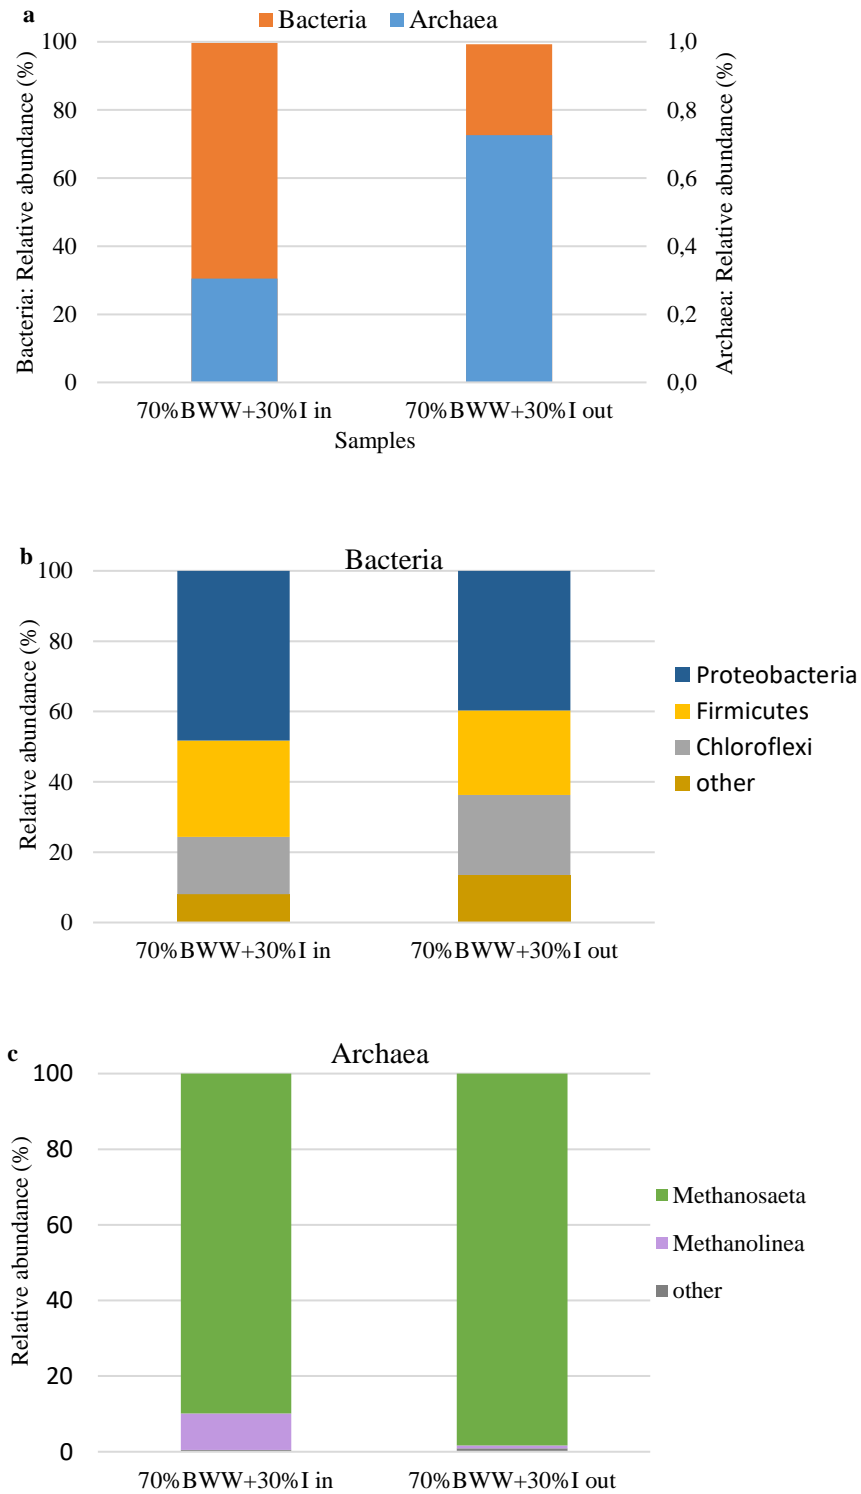 a
Bacteria Archaea
100
80
60
40
20
0
Bacteria: Relative abundance (%)
1,0
0,8
0,6
0,4
0,2
0,0
Archaea: Relative abundance (%)
70%BWW+30%I in 70%BWW+30%I out
Samples
b
Bacteria
100
80
60
40
20
0
Relative abundance (%)
70%BWW+30%I in 70%BWW+30%I out
Proteobacteria
Firmicutes
Chloroflexi
other
c
Archaea
100
80
60
40
20
0
Relative abundance (%)
70%BWW+30%I in 70%BWW+30%I out
Methanosaeta
Methanolinea
other